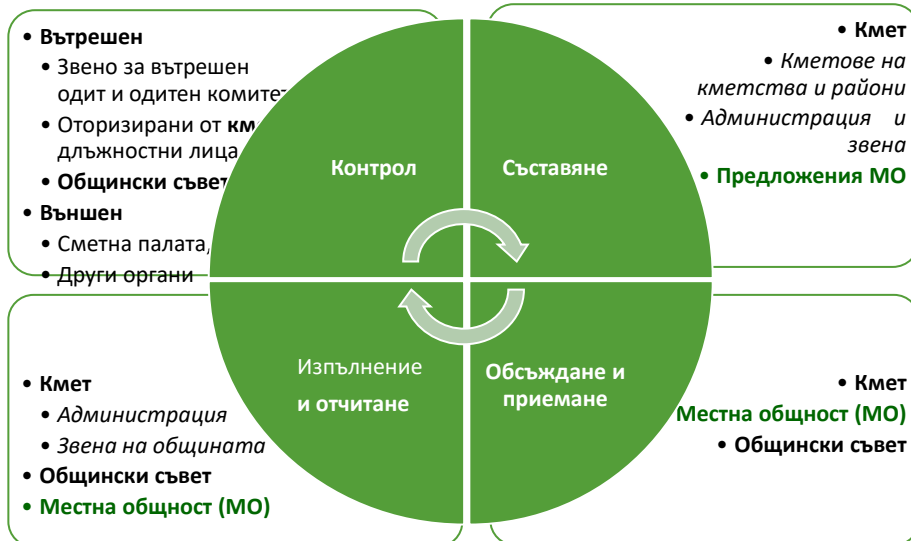 • Вътрешен
• Звено за вътрешен
одит и одитен комитет
• Оторизирани от
длъжностни лица
• Общински съвет
• Външен
• Сметна палата,
• Други органи
Контрол
Съставяне
• Кмет
• Кметове на
кметства и райони
• Администрация и
звена
• Предложения МО
• Кмет
• Администрация
• Звена на общината
• Общински съвет
• Местна общност (МО)
Изпълнение
и отчитане
Обсъждане и
приемане
• Кмет
Местна общност (МО)
• Общински съвет